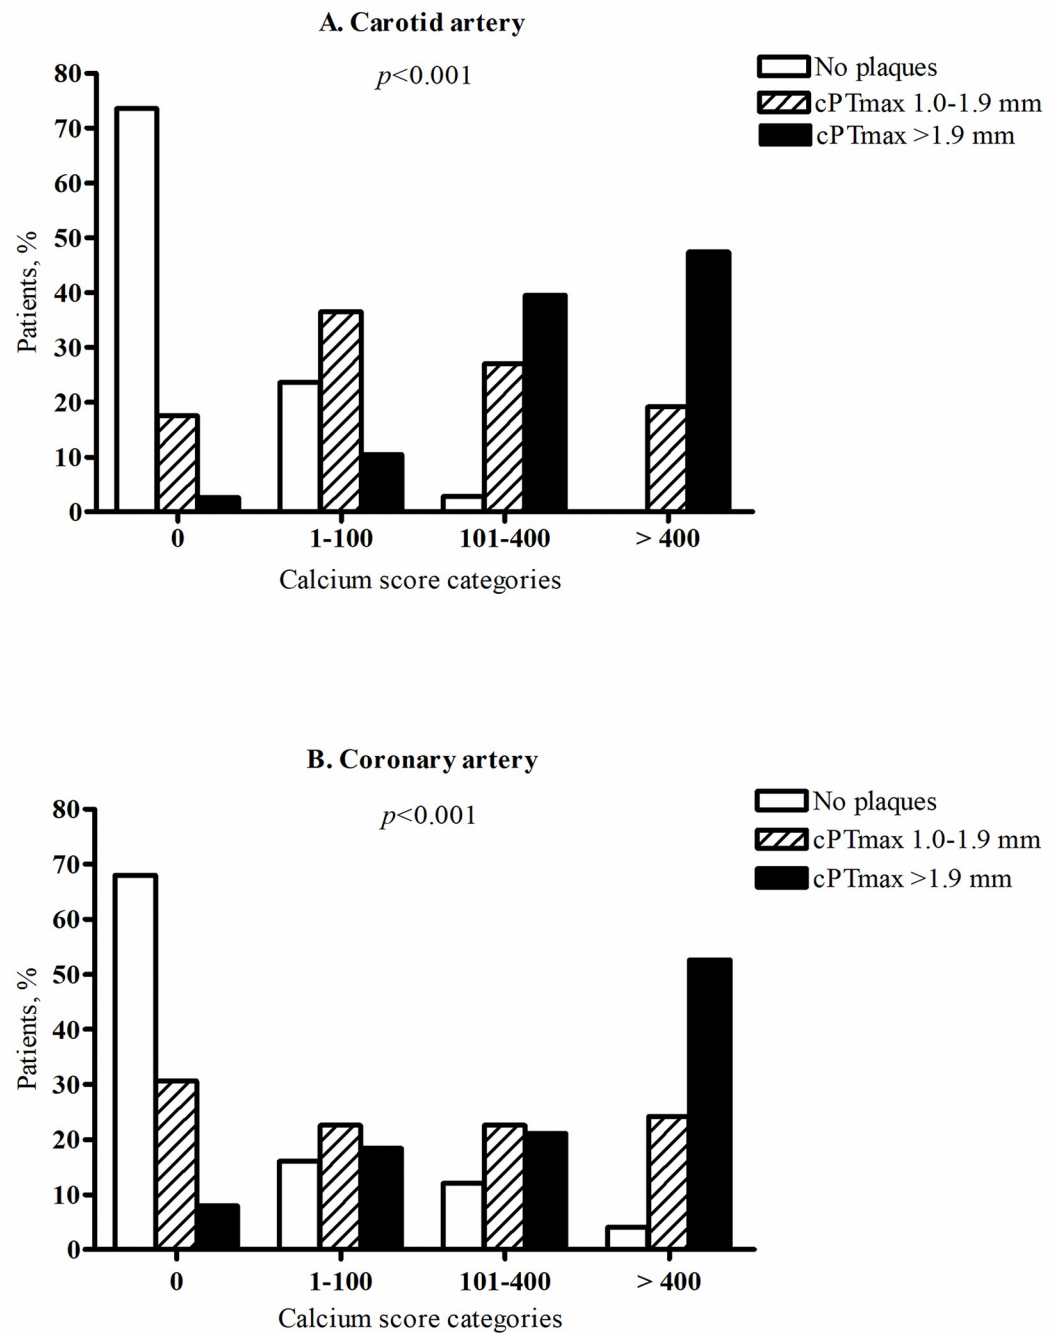 A. Carotid artery
p<0.001
No plaques
cPTmax 1.0-1.9 mm
cPTmax >1.9 mm
Patients, %
80
70
60
50
40
30
20
10
0
0 1-100 101-400 > 400
Calcium score categories
B. Coronary artery
p<0.001
No plaques
cPTmax 1.0-1.9 mm
cPTmax >1.9 mm
Patients, %
80
70
60
50
40
30
20
10
0
0 1-100 101-400 > 400
Calcium score categories